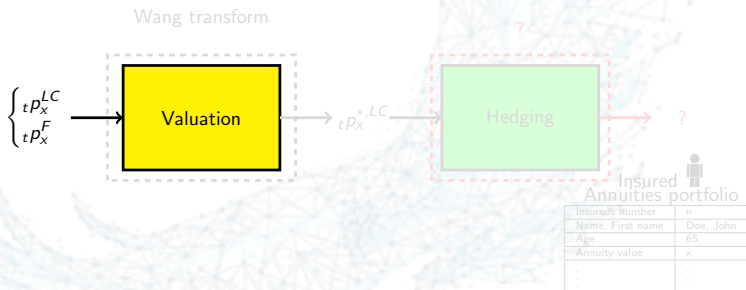 Wang transform
?
{ₜpₓᴸᶜ
ₜpₓᶠ
Valuation
ₜpₓ*,ᴸᶜ
Hedging
?
Insured
Annuities portfolio
Insureds number n
Name, First name Doe, John
Age 65
Annuity value x
. .
. .
. .